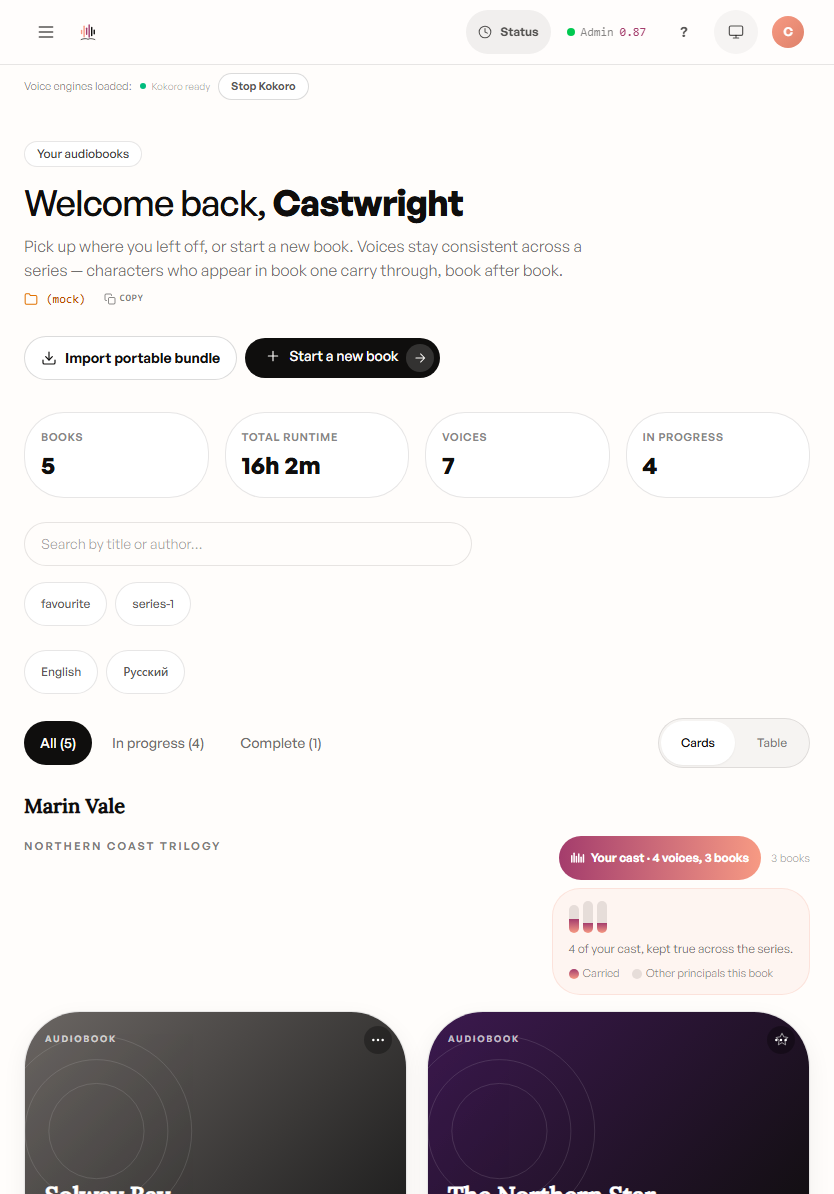 Status
Admin 0.87
?
C
Voice engines loaded:
Kokoro ready
Stop Kokoro
Your audiobooks
Welcome back, Castwright
Pick up where you left off, or start a new book. Voices stay consistent across a
series — characters who appear in book one carry through, book after book.
(mock)
COPY
Import portable bundle
Start a new book
BOOKS
5
TOTAL RUNTIME
16h 2m
VOICES
7
IN PROGRESS
4
Search by title or author...
favourite
series-1
English
Русский
All (5)
In progress (4)
Complete (1)
Cards
Table
Marin Vale
NORTHERN COAST TRILOGY
Your cast · 4 voices, 3 books
3 books
4 of your cast, kept true across the series.
Carried
Other principals this book
AUDIOBOOK
AUDIOBOOK
Solway Bay
The Northern Star